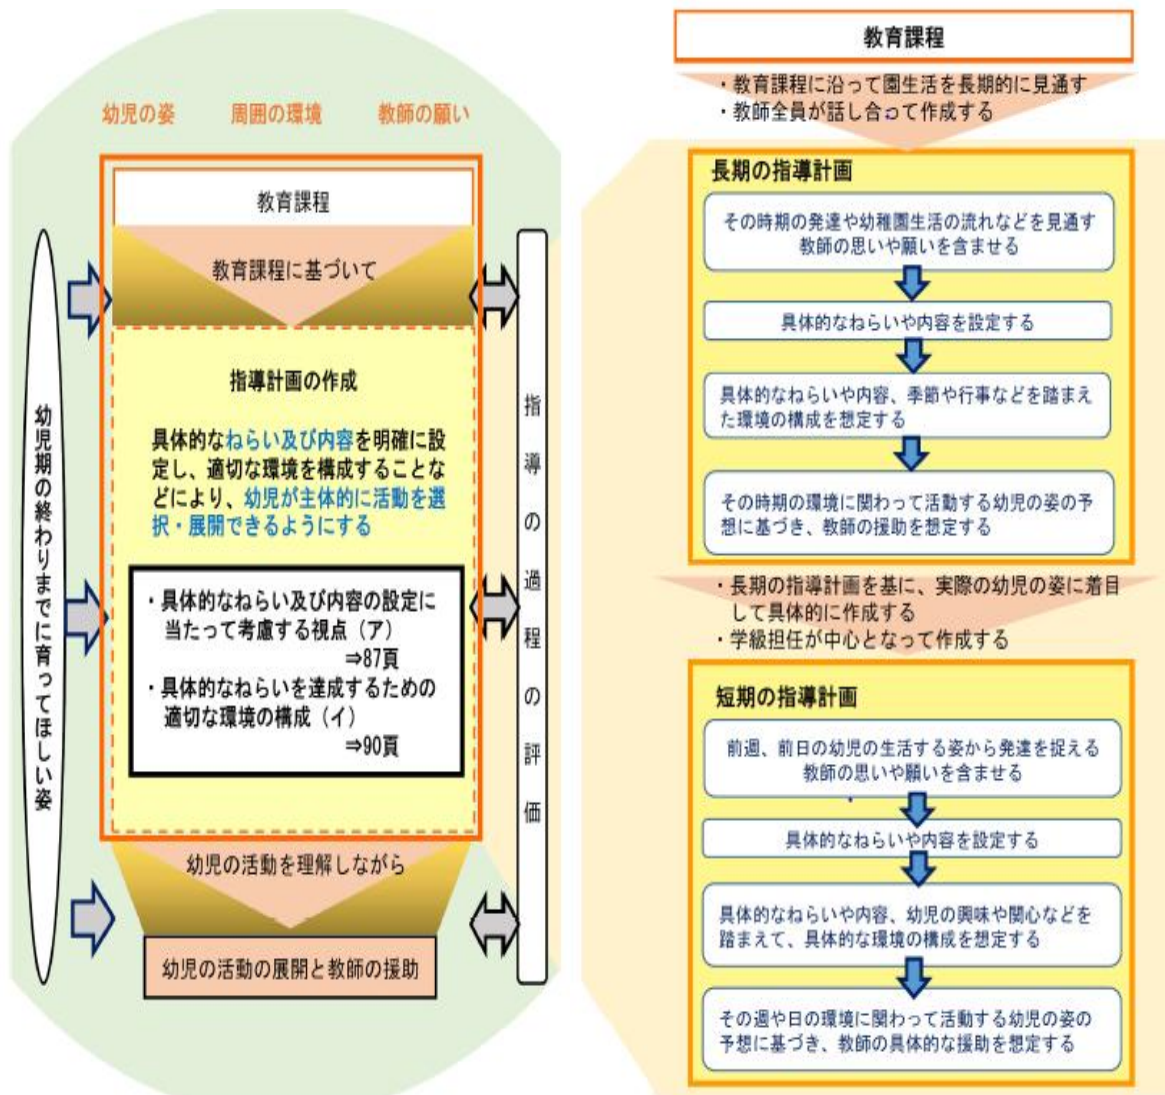 幼児の姿
周囲の環境
教師の願い
教育課程
教育課程に基づいて
指導計画の作成
具体的なねらい及び内容を明確に設
定し、適切な環境を構成することな
どにより、幼児が主体的に活動を選
択・展開できるようにする
・具体的なねらい及び内容の設定に
当たって考慮する視点（ア）
⇒87頁
・具体的なねらいを達成するための
適切な環境の構成（イ）
⇒90頁
幼児の活動を理解しながら
幼児の活動の展開と教師の援助
幼児期の終わりまでに育ってほしい姿
指導の過程の評価
教育課程
・教育課程に沿って園生活を長期的に見通す
・教師全員が話し合って作成する
長期の指導計画
その時期の発達や幼稚園生活の流れなどを見通す
教師の思いや願いを含ませる
具体的なねらいや内容を設定する
具体的なねらいや内容、季節や行事などを踏まえ
た環境の構成を想定する
その時期の環境に関わって活動する幼児の姿の予
想に基づき、教師の援助を想定する
・長期の指導計画を基に、実際の幼児の姿に着目
して具体的に作成する
・学級担任が中心となって作成する
短期の指導計画
前週、前日の幼児の生活する姿から発達を捉える
教師の思いや願いを含ませる
具体的なねらいや内容を設定する
具体的なねらいや内容、幼児の興味や関心などを
踏まえて、具体的な環境の構成を想定する
その週や日の環境に関わって活動する幼児の姿の
予想に基づき、教師の具体的な援助を想定する